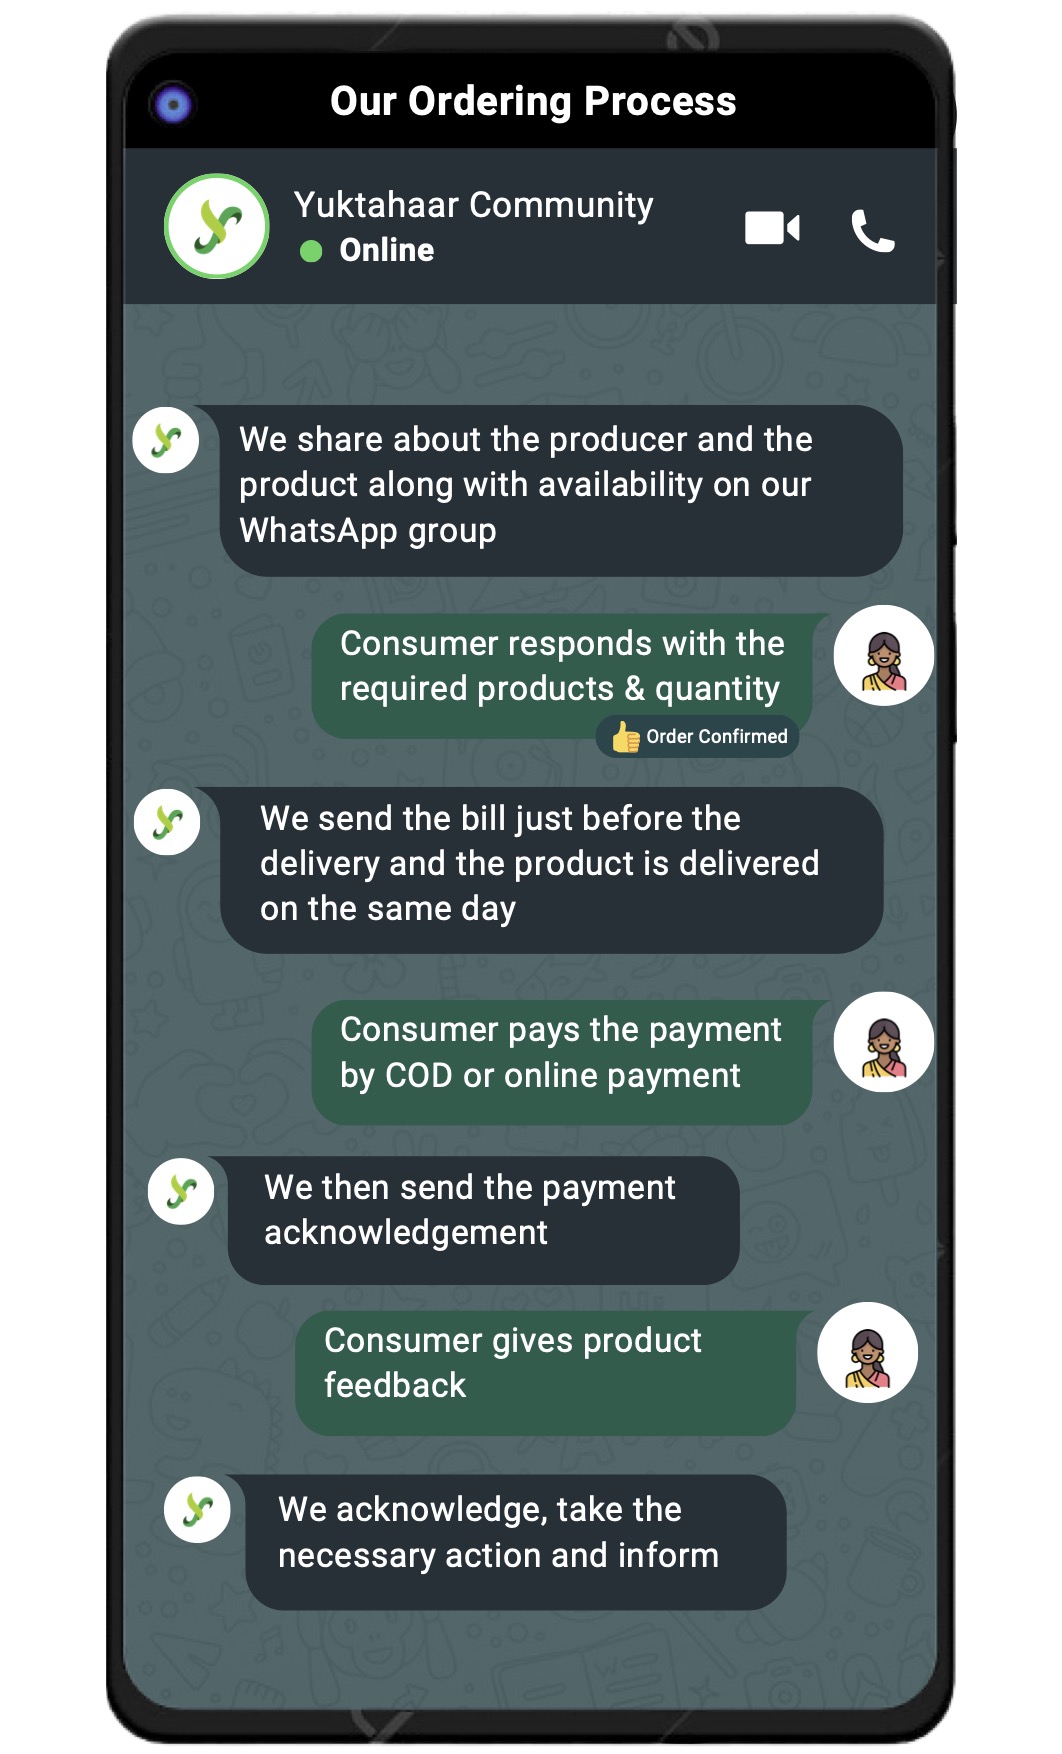 Our Ordering Process
Yuktahaar Community
Online
We share about the producer and the
product along with availability on our
WhatsApp group
Consumer responds with the
required products & quantity
👍 Order Confirmed
We send the bill just before the
delivery and the product is delivered
on the same day
Consumer pays the payment
by COD or online payment
We then send the payment
acknowledgement
Consumer gives product
feedback
We acknowledge, take the
necessary action and inform